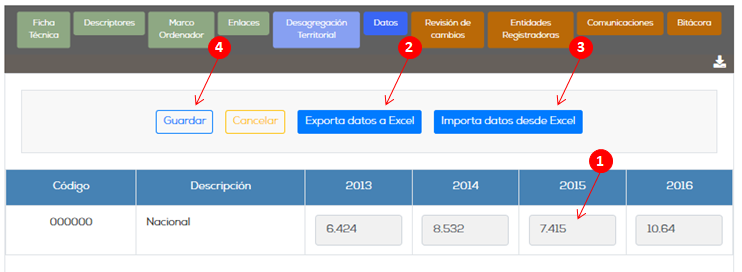 Ficha
Técnica
Descriptores
Marco
Ordenador
Enlaces
Desagregación
Territorial
Datos
Revisión de
cambios
Entidades
Registradoras
Comunicaciones
Bitácora
4
2
3
Guardar
Cancelar
Exporta datos a Excel
Importa datos desde Excel
1
Código
Descripción
2013
2014
2015
2016
000000
Nacional
6.424
8.532
7.415
10.64